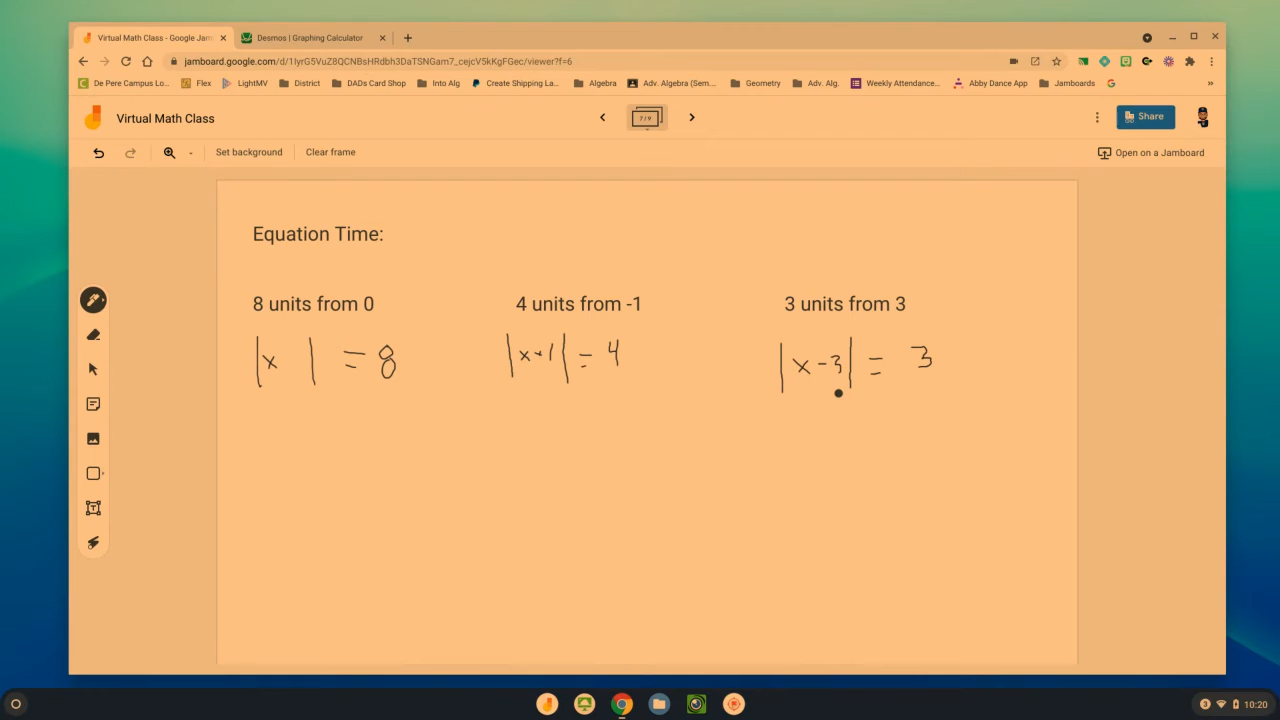 Virtual Math Class - Google Jam
Desmos | Graphing Calculator
jamboard.google.com/d/1IyrG5VuZ8QCNBsHRdbh3DaTSNGam7_cejcV5kKgFGec/viewer?f=6
De Pere Campus Lo... Flex LightMV District DADs Card Shop Into Alg Create Shipping La... Algebra Adv. Algebra (Sem... Geometry Adv. Alg. Weekly Attendance... Abby Dance App Jamboards »
Virtual Math Class
7 / 9
Share
Set background Clear frame
Open on a Jamboard
Equation Time:
8 units from 0 4 units from -1 3 units from 3
|x | = 8 |x+1| = 4 |x-3| = 3
3 10:20